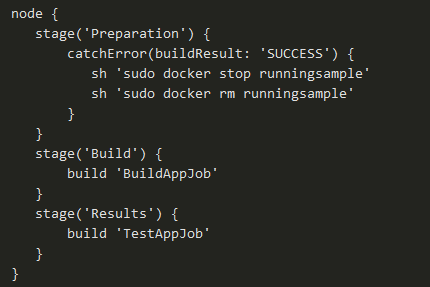 node {
   stage('Preparation') {
       catchError(buildResult: 'SUCCESS') {
          sh 'sudo docker stop runningsample'
          sh 'sudo docker rm runningsample'
       }
   }
   stage('Build') {
       build 'BuildAppJob'
   }
   stage('Results') {
       build 'TestAppJob'
   }
}